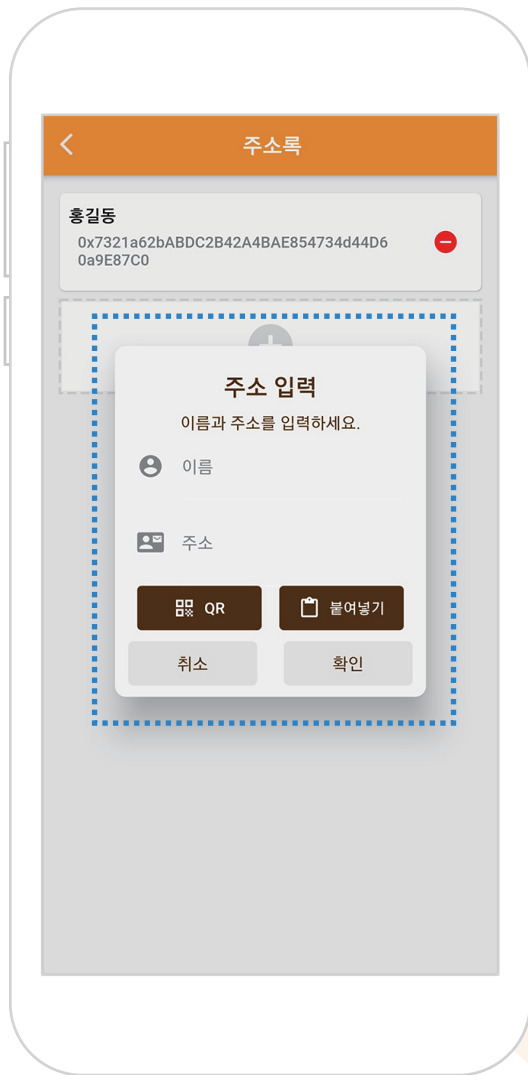 주소록
홍길동
0x7321a62bABDC2B42A4BAE854734d44D6
0a9E87C0
주소 입력
이름과 주소를 입력하세요.
이름
주소
QR
붙여넣기
취소
확인